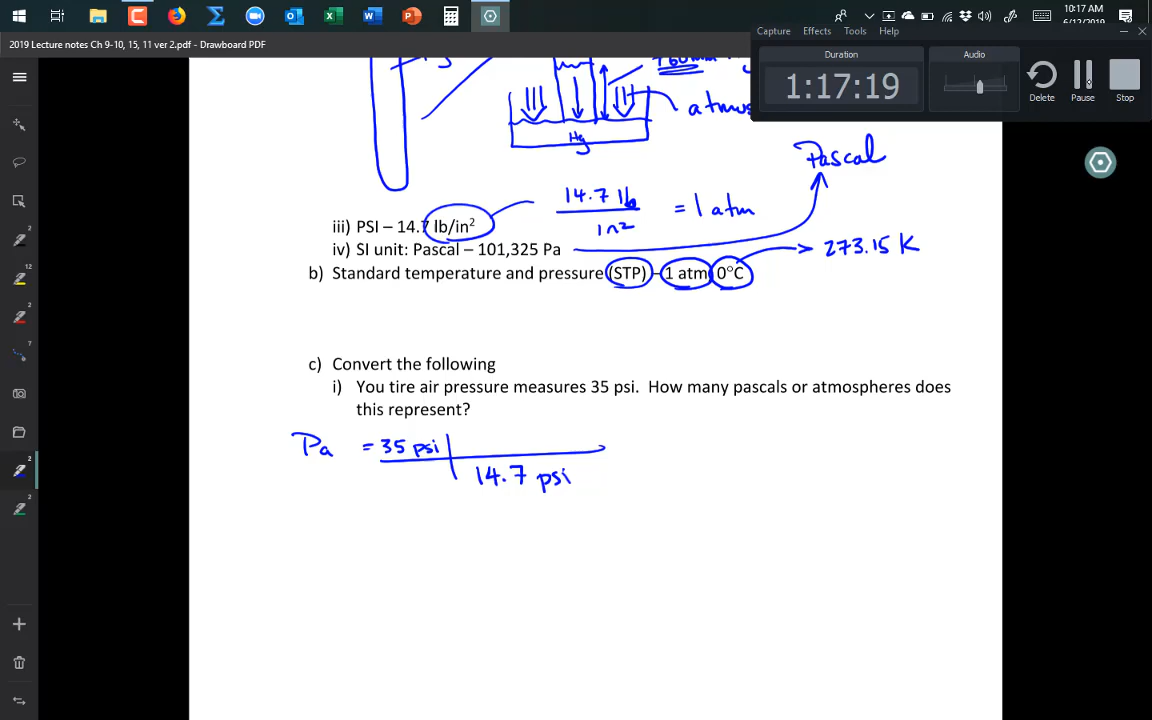 10:17 AM
6/12/2019
2019 Lecture notes Ch 9-10, 15, 11 ver 2.pdf - Drawboard PDF
Capture Effects Tools Help
Duration
Audio
1:17:19
Delete Pause Stop
760mm
Hg
Pascal
14.7 lb
in²
= 1 atm
iii) PSI – 14.7 lb/in²
iv) SI unit: Pascal – 101,325 Pa
273.15 K
b) Standard temperature and pressure (STP) – 1 atm 0°C
c) Convert the following
i) You tire air pressure measures 35 psi. How many pascals or atmospheres does
this represent?
Pa = 35 psi
14.7 psi